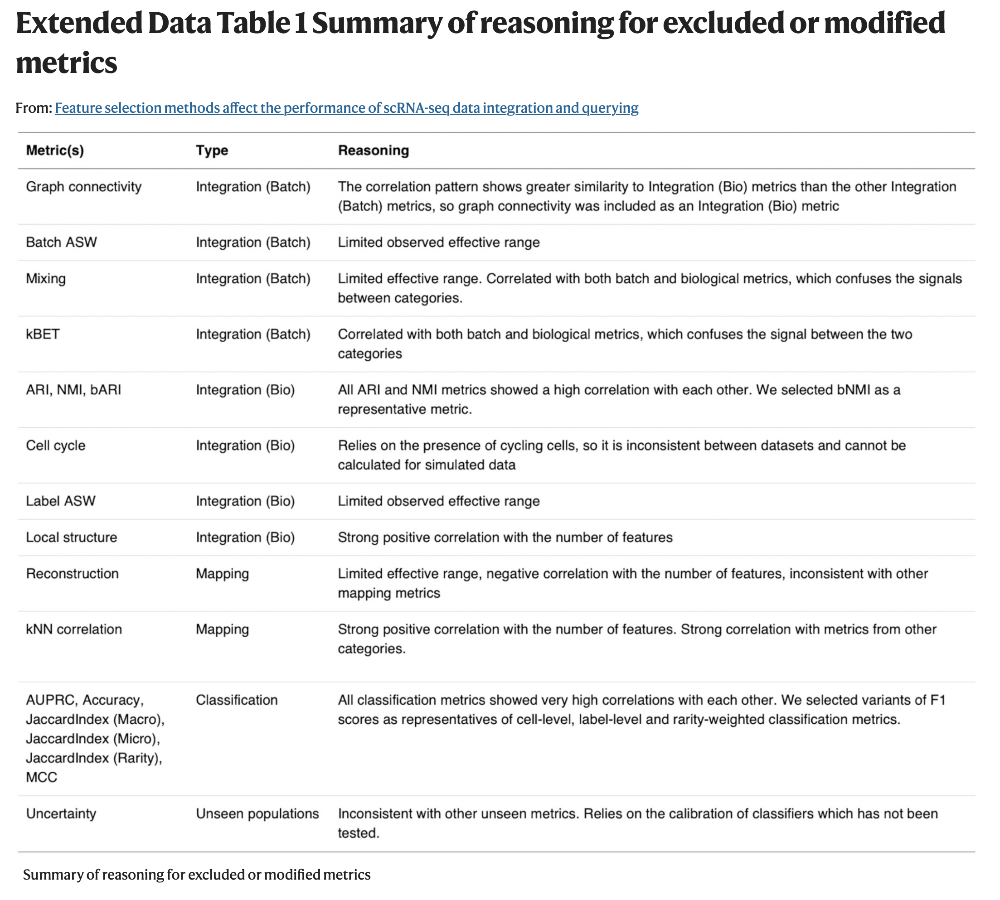 Extended Data Table 1 Summary of reasoning for excluded or modified
metrics
From: Feature selection methods affect the performance of scRNA-seq data integration and querying
Metric(s) Type Reasoning
Graph connectivity Integration (Batch) The correlation pattern shows greater similarity to Integration (Bio) metrics than the other Integration
(Batch) metrics, so graph connectivity was included as an Integration (Bio) metric
Batch ASW Integration (Batch) Limited observed effective range
Mixing Integration (Batch) Limited effective range. Correlated with both batch and biological metrics, which confuses the signals
between categories.
kBET Integration (Batch) Correlated with both batch and biological metrics, which confuses the signal between the two
categories
ARI, NMI, bARI Integration (Bio) All ARI and NMI metrics showed a high correlation with each other. We selected bNMI as a
representative metric.
Cell cycle Integration (Bio) Relies on the presence of cycling cells, so it is inconsistent between datasets and cannot be
calculated for simulated data
Label ASW Integration (Bio) Limited observed effective range
Local structure Integration (Bio) Strong positive correlation with the number of features
Reconstruction Mapping Limited effective range, negative correlation with the number of features, inconsistent with other
mapping metrics
kNN correlation Mapping Strong positive correlation with the number of features. Strong correlation with metrics from other
categories.
AUPRC, Accuracy, Classification All classification metrics showed very high correlations with each other. We selected variants of F1
JaccardIndex (Macro), scores as representatives of cell-level, label-level and rarity-weighted classification metrics.
JaccardIndex (Micro),
JaccardIndex (Rarity),
MCC
Uncertainty Unseen populations Inconsistent with other unseen metrics. Relies on the calibration of classifiers which has not been
tested.
Summary of reasoning for excluded or modified metrics